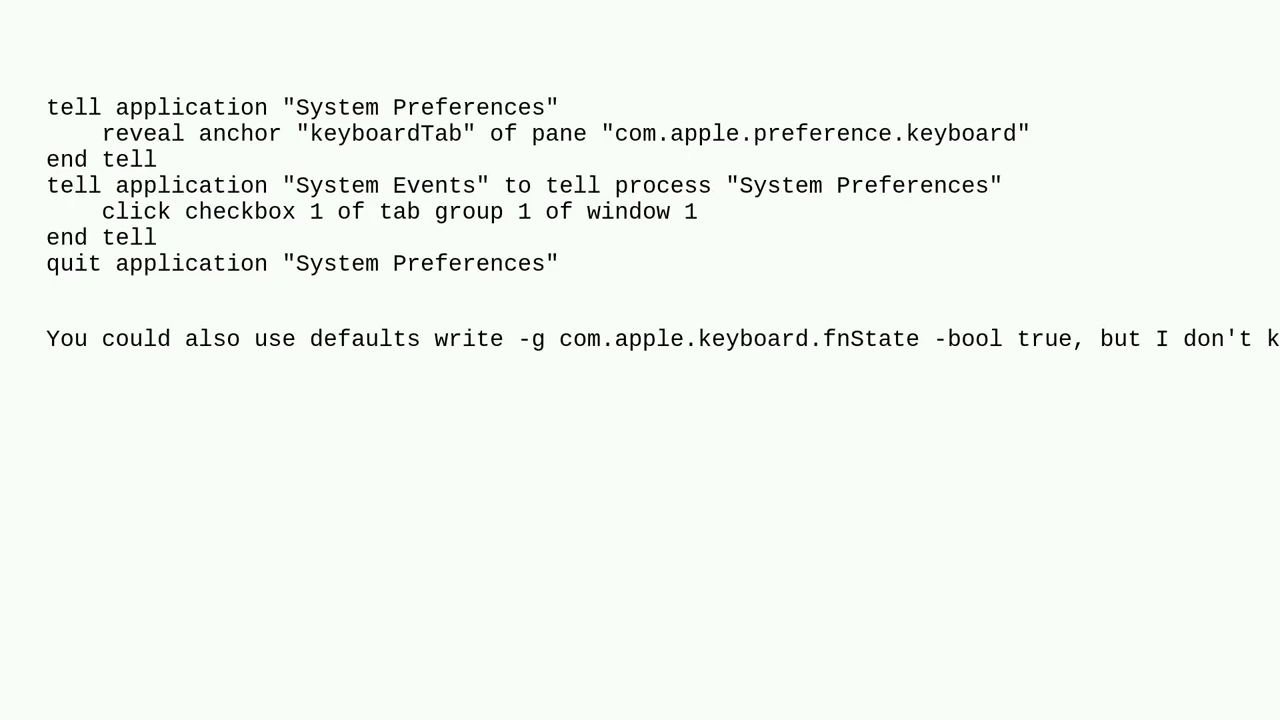 tell application "System Preferences"
    reveal anchor "keyboardTab" of pane "com.apple.preference.keyboard"
end tell
tell application "System Events" to tell process "System Preferences"
    click checkbox 1 of tab group 1 of window 1
end tell
quit application "System Preferences"
You could also use defaults write -g com.apple.keyboard.fnState -bool true, but I don't